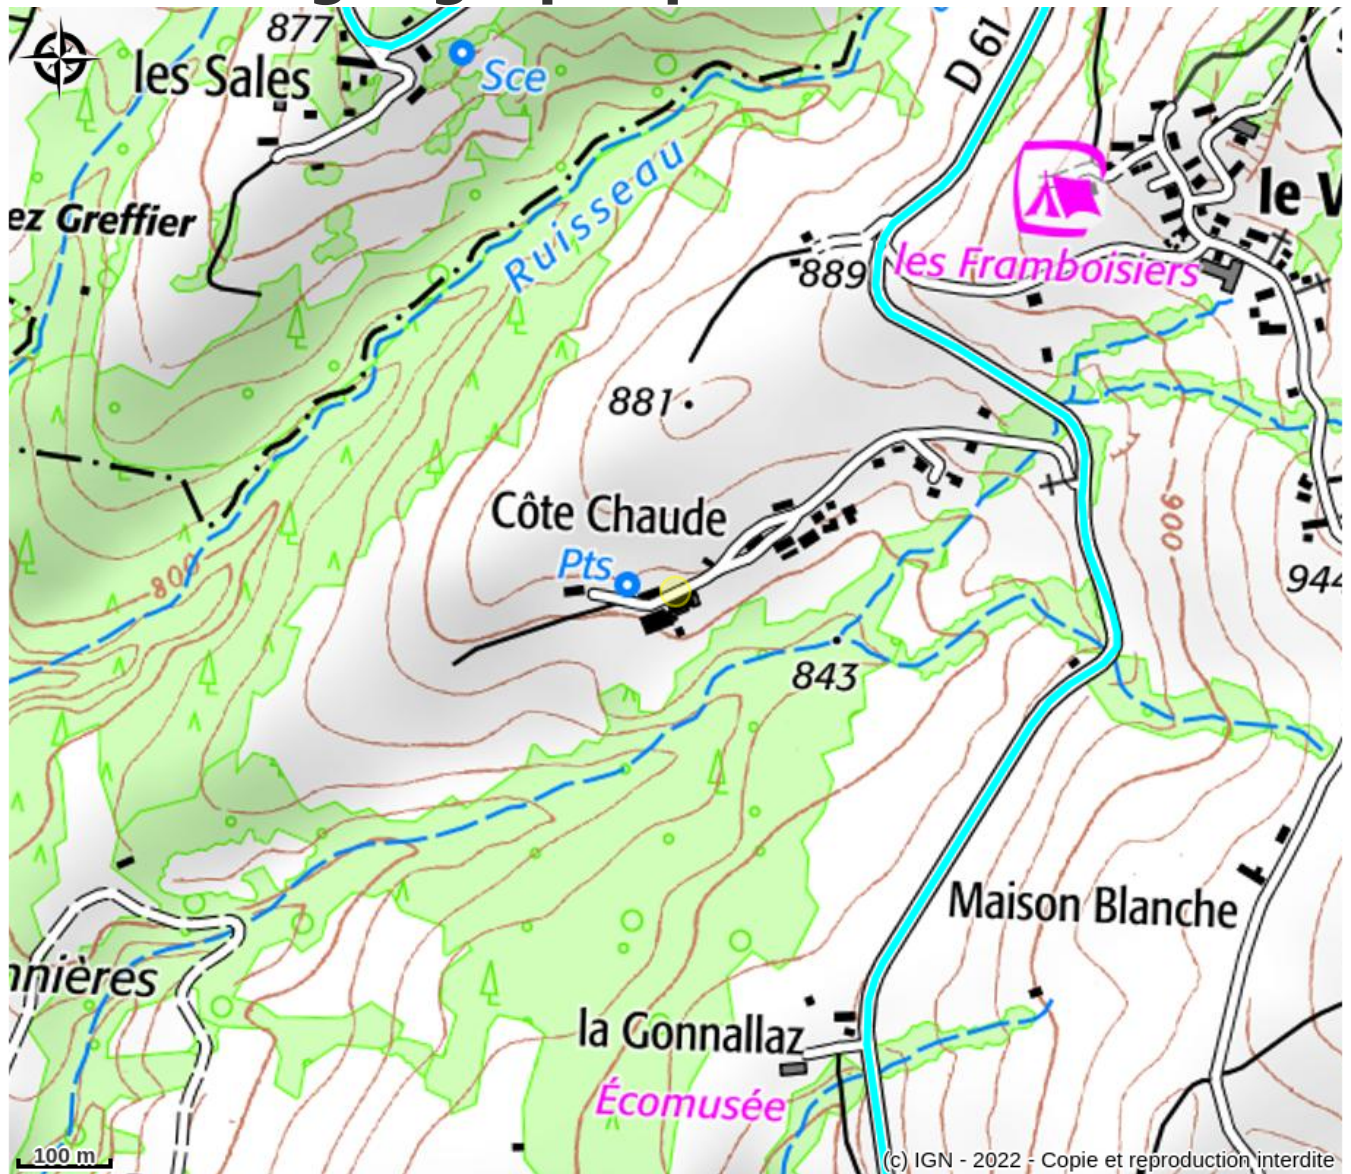 877
les Sales
Sce
D 61
ez Greffier
Ruisseau
le V
889
les Framboisiers
881
Côte Chaude
Pts
900
800
944
843
Maison Blanche
nnières
la Gonnallaz
Écomusée
100 m
(c) IGN - 2022 - Copie et reproduction interdite